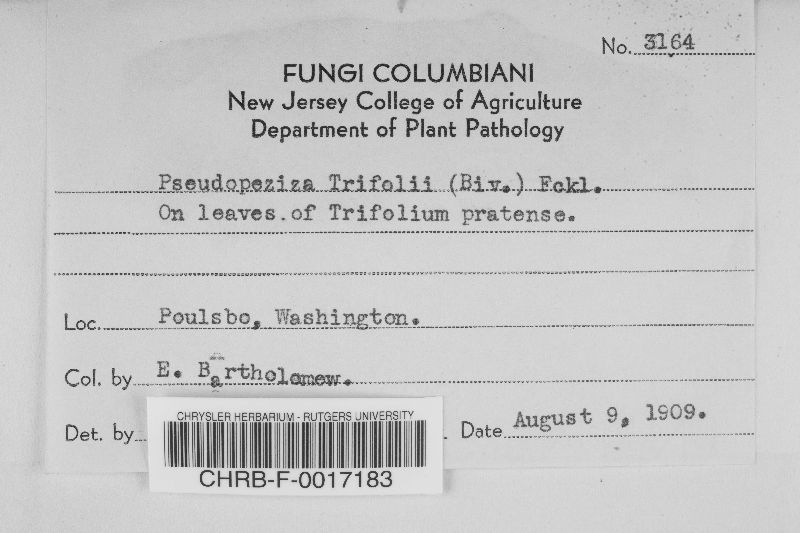 No. 3164
FUNGI COLUMBIANI
New Jersey College of Agriculture
Department of Plant Pathology
Pseudopeziza Trifolii (Biv.) Fckl.
On leaves.of Trifolium pratense.
Loc. Poulsbo, Washington.
Col. by E. Bartholomew.
Det. by
Date August 9, 1909.
CHRYSLER HERBARIUM - RUTGERS UNIVERSITY
CHRB-F-0017183